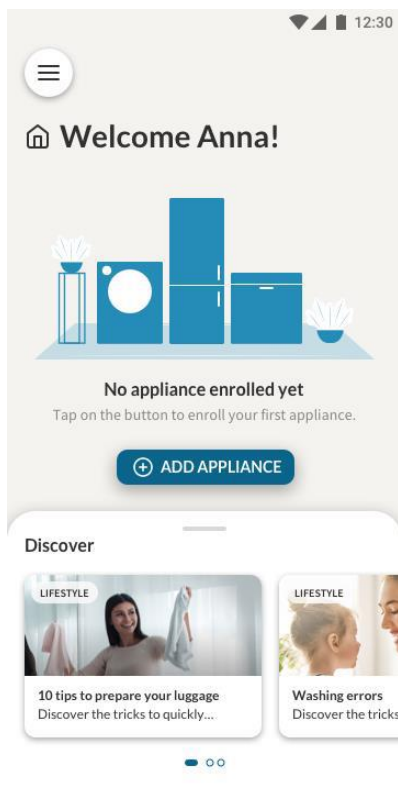 12:30
Welcome Anna!
No appliance enrolled yet
Tap on the button to enroll your first appliance.
ADD APPLIANCE
Discover
LIFESTYLE
10 tips to prepare your luggage
Discover the tricks to quickly...
LIFESTYLE
Washing errors
Discover the tricks